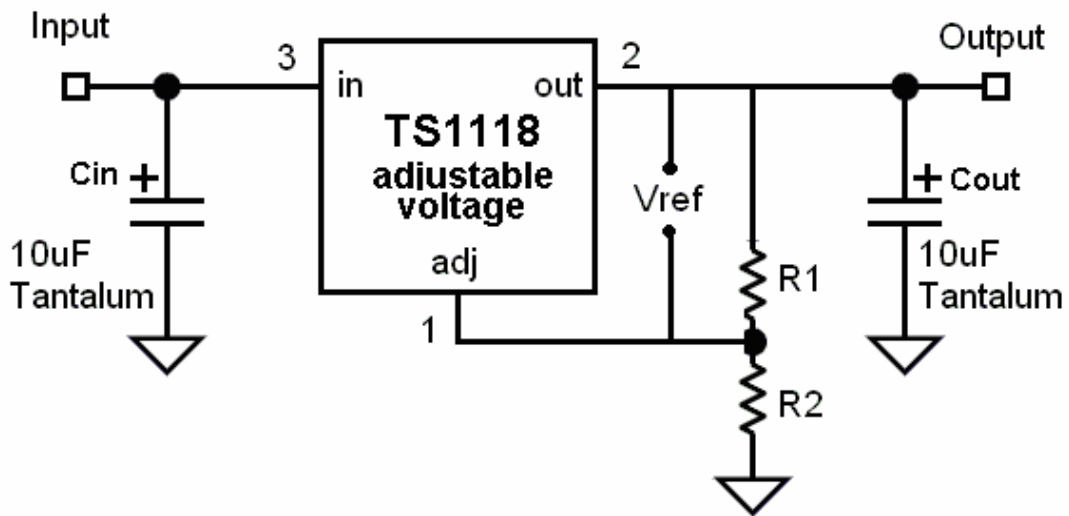 Input
Output
3
2
in
out
TS1118
adjustable
voltage
adj
1
Cin +
10uF
Tantalum
Vref
R1
R2
+ Cout
10uF
Tantalum